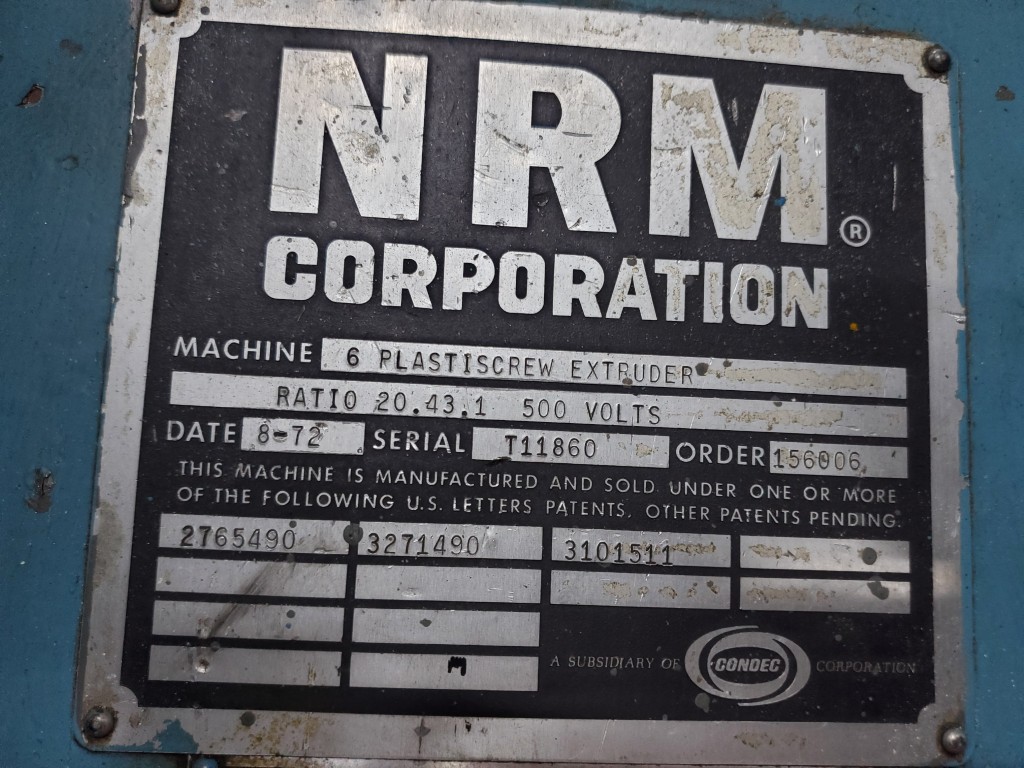 NRM ®
CORPORATION
MACHINE 6 PLASTISCREW EXTRUDER
RATIO 20.43.1 500 VOLTS
DATE 8-72 SERIAL T11860 ORDER 156006
THIS MACHINE IS MANUFACTURED AND SOLD UNDER ONE OR MORE
OF THE FOLLOWING U.S. LETTERS PATENTS, OTHER PATENTS PENDING.
2765490 3271490 3101511
A SUBSIDIARY OF CONDEC CORPORATION